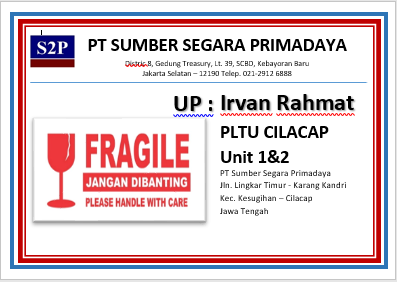 S2P
PT SUMBER SEGARA PRIMADAYA
Distric 8, Gedung Treasury, Lt. 39, SCBD, Kebayoran Baru
Jakarta Selatan – 12190 Telep. 021-2912 6888
UP : Irvan Rahmat
FRAGILE
JANGAN DIBANTING
PLEASE HANDLE WITH CARE
PLTU CILACAP
Unit 1&2
PT Sumber Segara Primadaya
Jln. Lingkar Timur - Karang Kandri
Kec. Kesugihan – Cilacap
Jawa Tengah